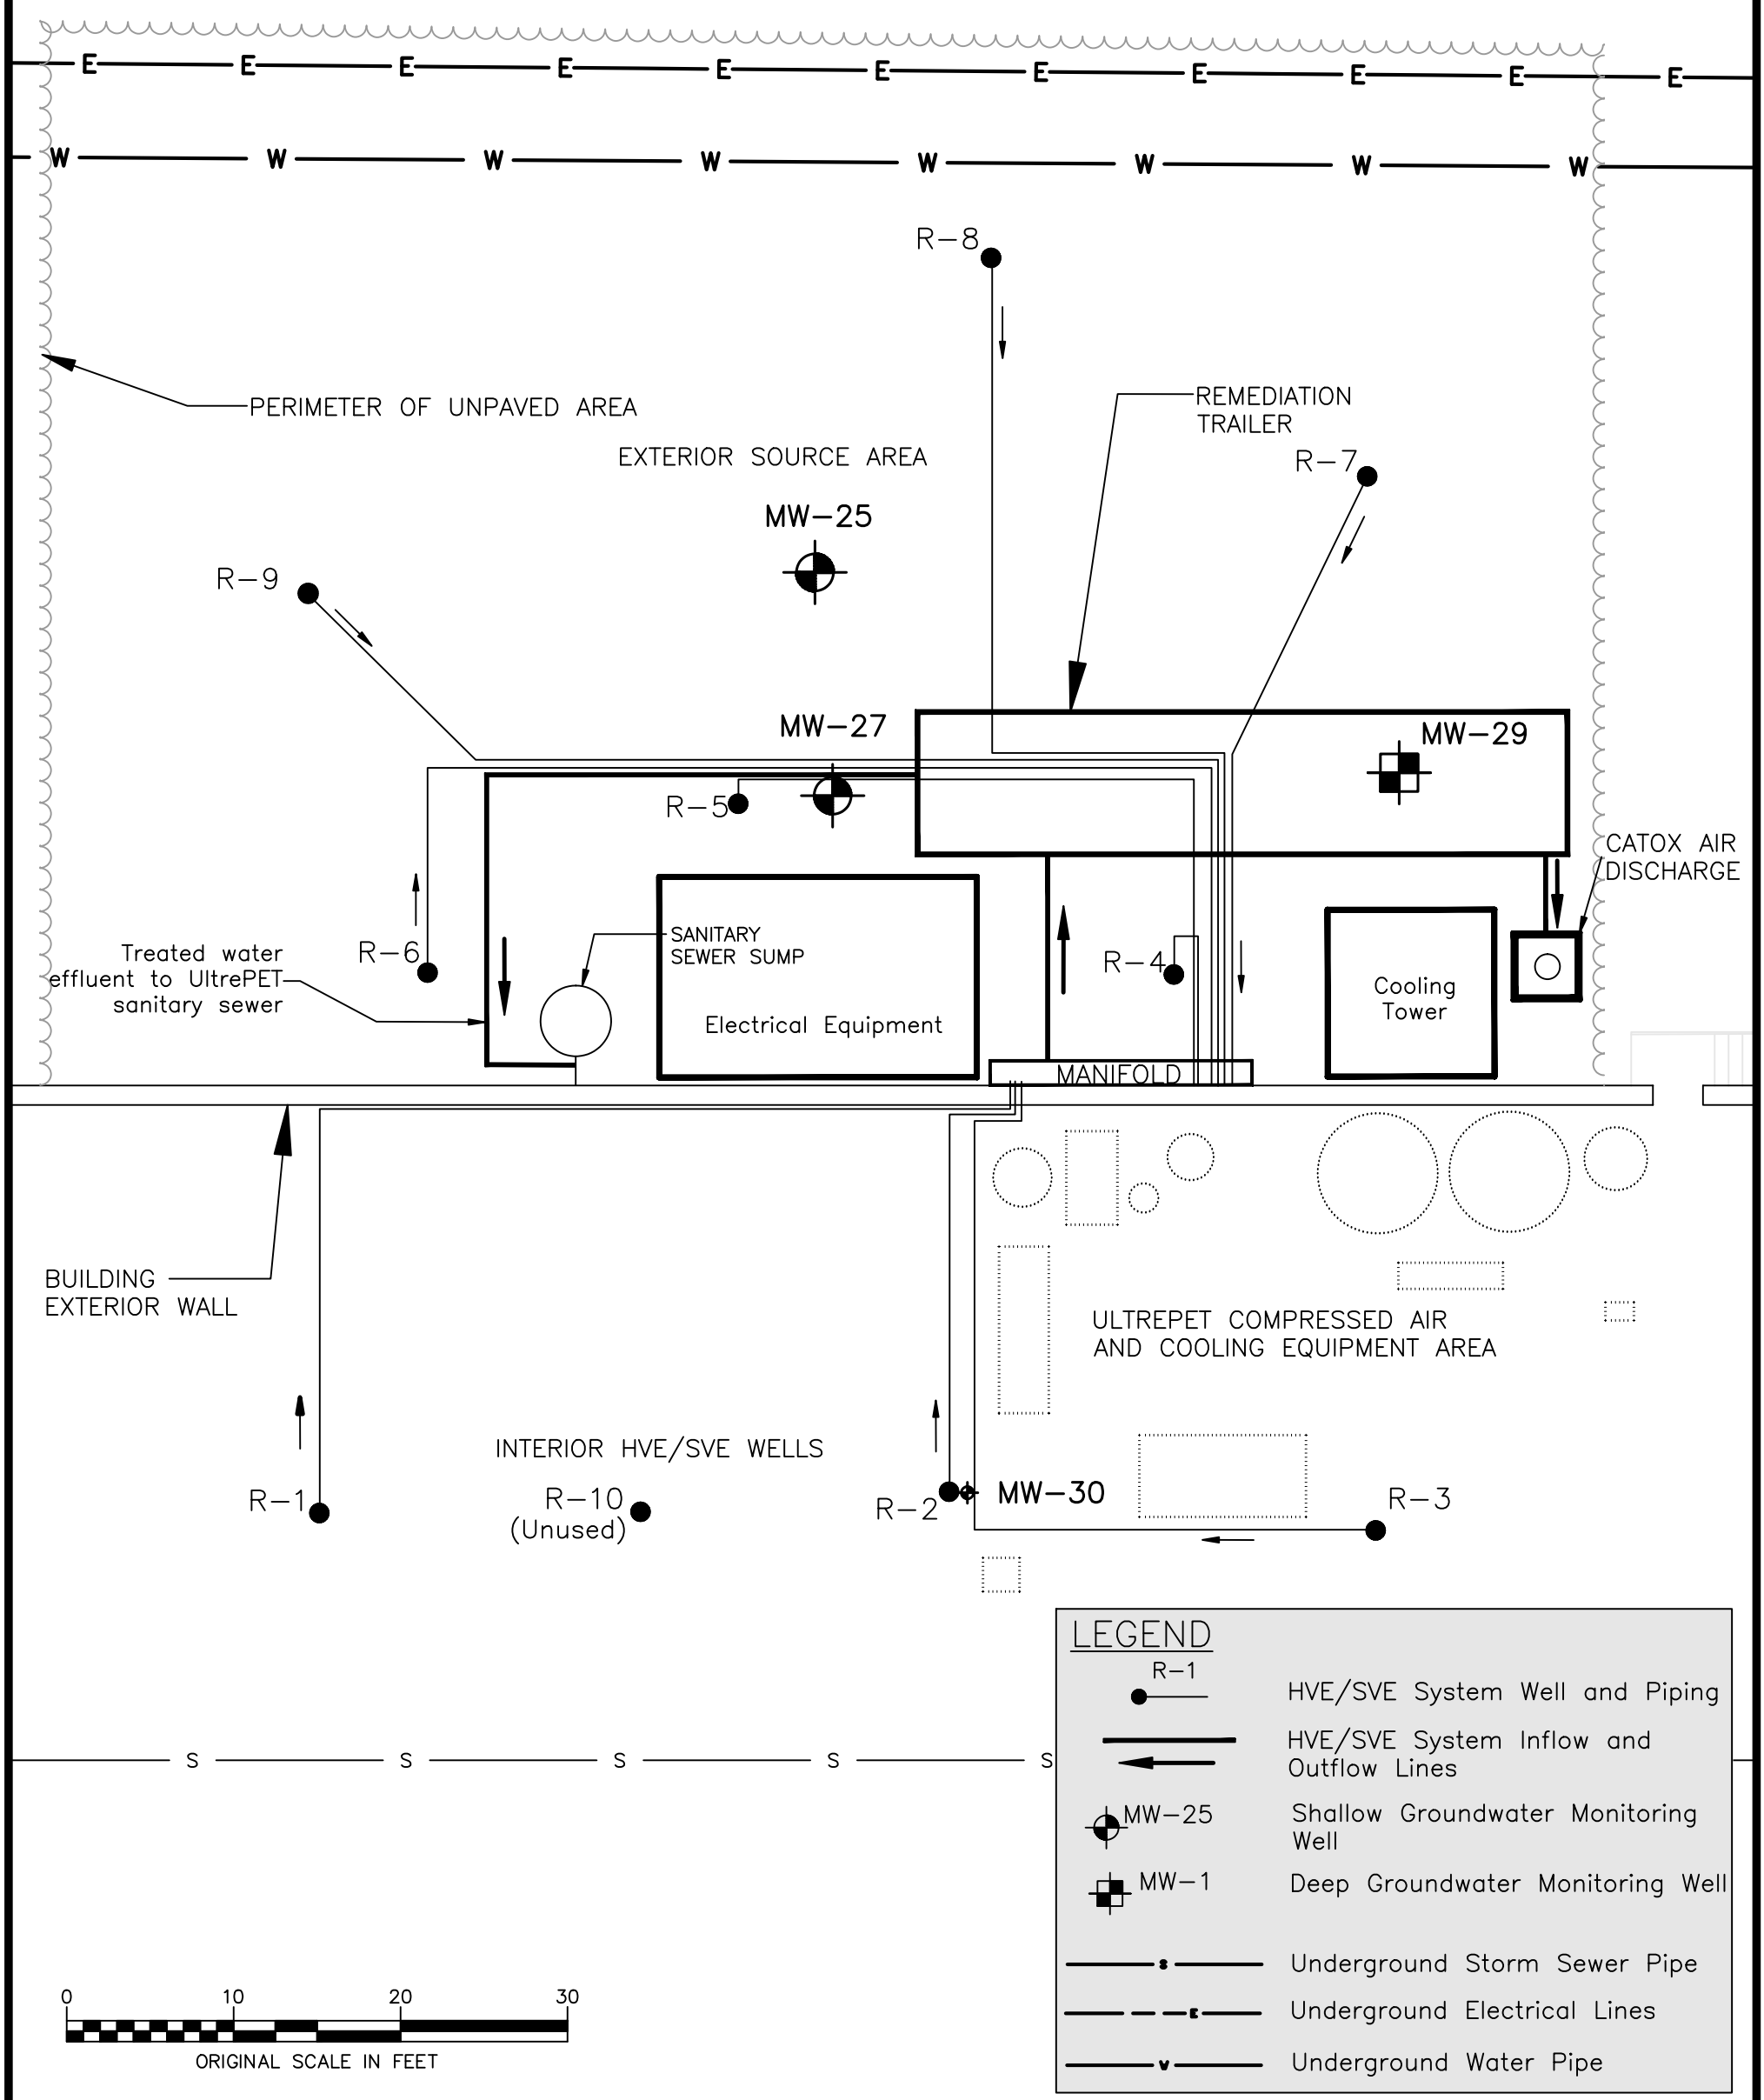 E E E E E E E E E E E
W W W W W W W W
R-8
PERIMETER OF UNPAVED AREA
REMEDIATION
TRAILER
EXTERIOR SOURCE AREA
R-7
MW-25
R-9
MW-27
MW-29
R-5
CATOX AIR
DISCHARGE
SANITARY
SEWER SUMP
R-6
Treated water
effluent to UltrePET
sanitary sewer
R-4
Cooling
Tower
Electrical Equipment
MANIFOLD
BUILDING
EXTERIOR WALL
ULTREPET COMPRESSED AIR
AND COOLING EQUIPMENT AREA
INTERIOR HVE/SVE WELLS
R-1
R-10
(Unused)
R-2
MW-30
R-3
S S S S S
LEGEND
R-1
HVE/SVE System Well and Piping
HVE/SVE System Inflow and
Outflow Lines
MW-25
Shallow Groundwater Monitoring
Well
MW-1
Deep Groundwater Monitoring Well
S
Underground Storm Sewer Pipe
E
Underground Electrical Lines
W
Underground Water Pipe
0 10 20 30
ORIGINAL SCALE IN FEET